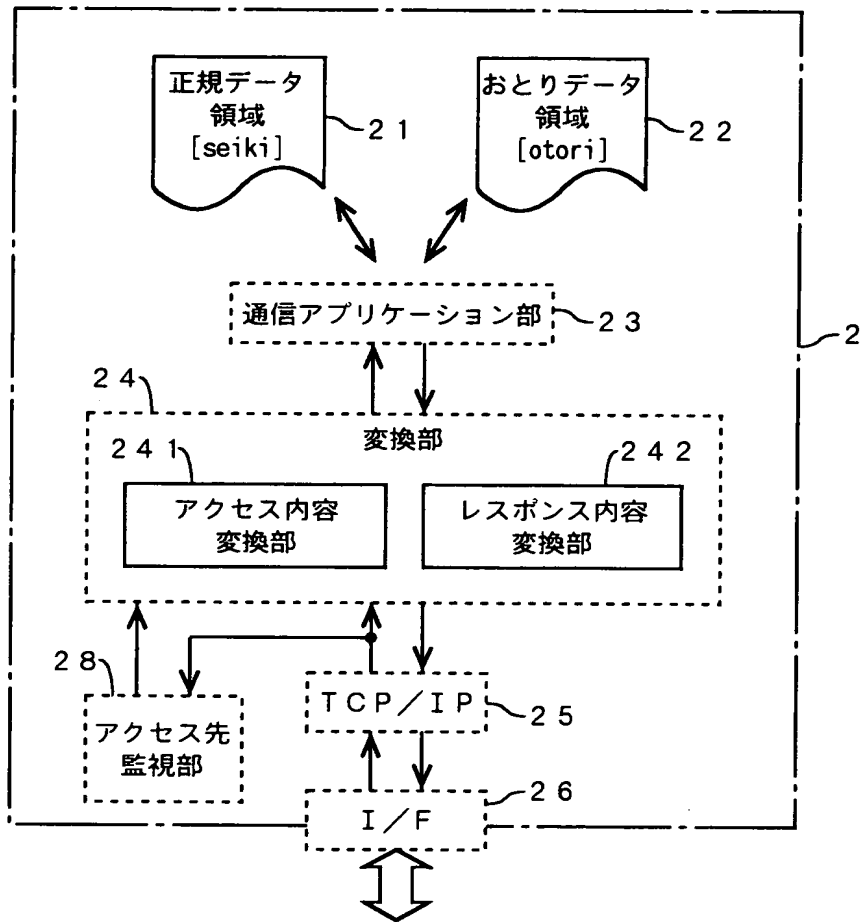 正規データ
領域
[seiki]
21
おとりデータ
領域
[otori]
22
通信アプリケーション部
23
2
24
変換部
241
アクセス内容
変換部
242
レスポンス内容
変換部
28
アクセス先
監視部
TCP/IP
25
I/F
26